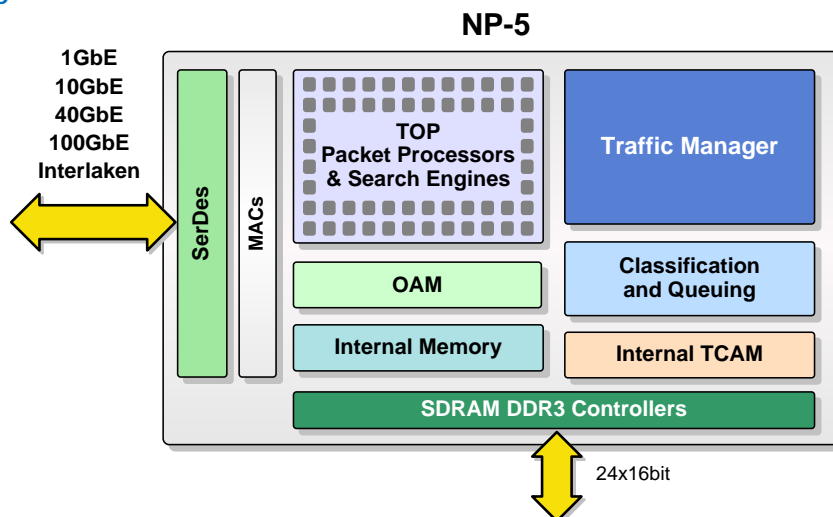 NP-5
1GbE
10GbE
40GbE
100GbE
Interlaken
SerDes
MACs
TOP
Packet Processors
& Search Engines
Traffic Manager
OAM
Classification
and Queuing
Internal Memory
Internal TCAM
SDRAM DDR3 Controllers
24x16bit